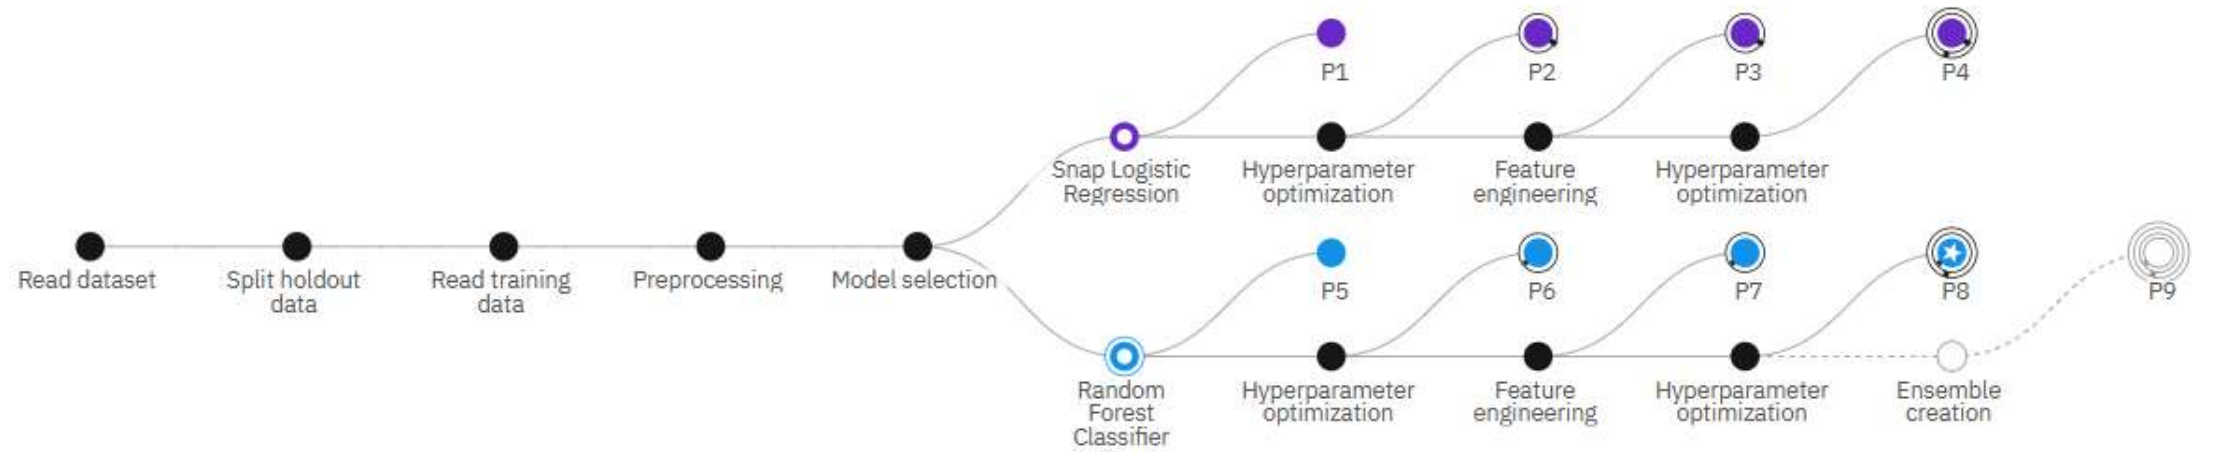 P1
P2
P3
P4
Snap Logistic
Regression
Hyperparameter
optimization
Feature
engineering
Hyperparameter
optimization
Read dataset
Split holdout
data
Read training
data
Preprocessing
Model selection
P5
P6
P7
P8
P9
Random
Forest
Classifier
Hyperparameter
optimization
Feature
engineering
Hyperparameter
optimization
Ensemble
creation